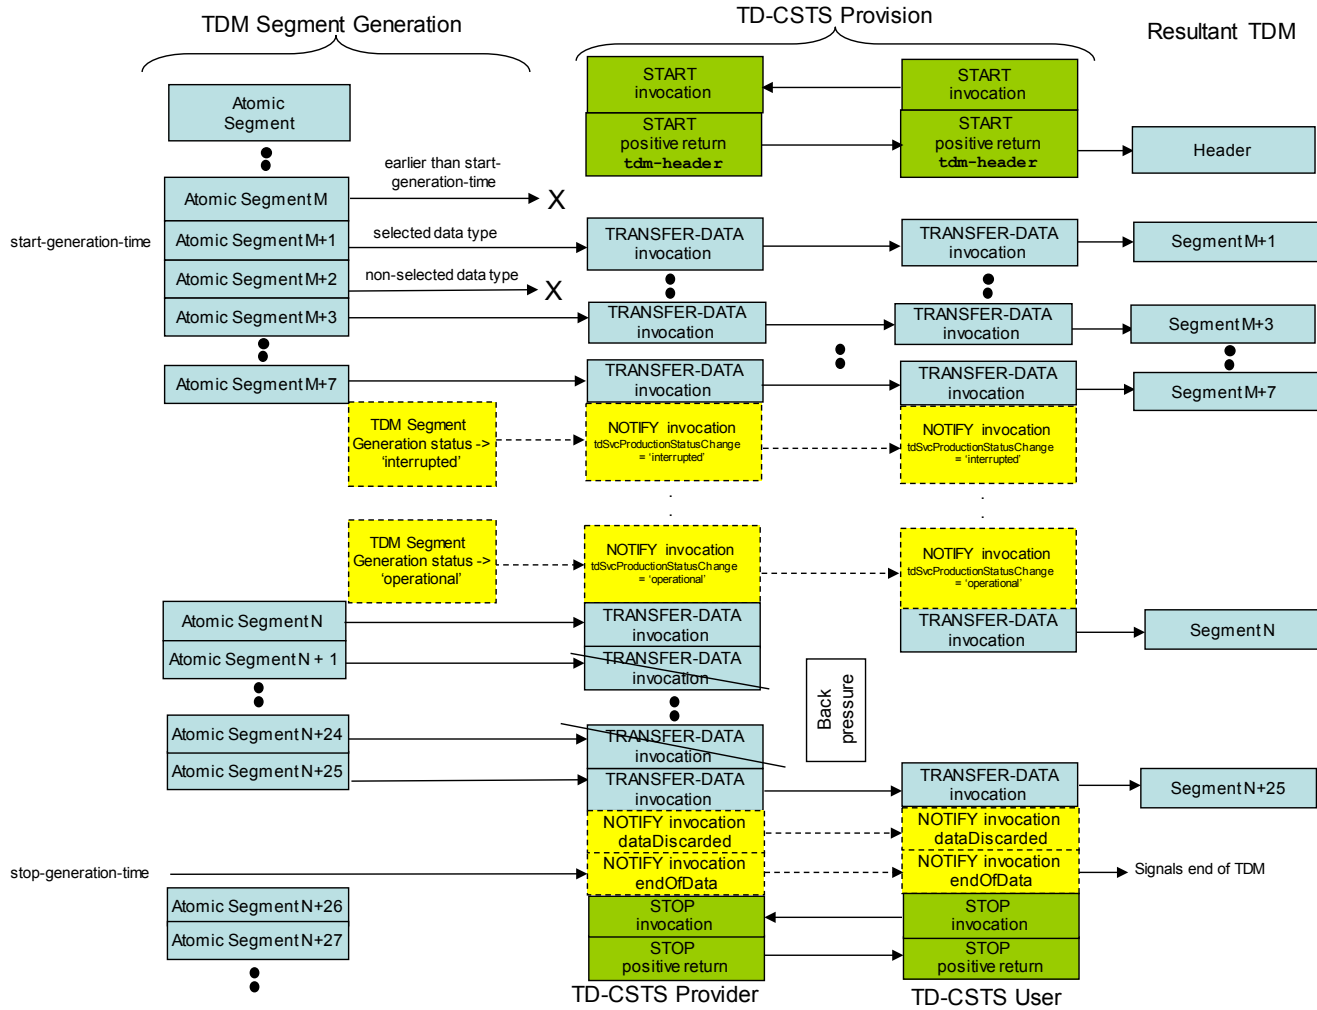 TDM Segment Generation
TD-CSTS Provision
Resultant TDM
Atomic
Segment
START
invocation
START
invocation
START
positive return
tdm-header
START
positive return
tdm-header
Header
earlier than start-
generation-time
Atomic Segment M
X
start-generation-time
Atomic Segment M+1
selected data type
TRANSFER-DATA
invocation
TRANSFER-DATA
invocation
Segment M+1
Atomic Segment M+2
non-selected data type
X
Atomic Segment M+3
TRANSFER-DATA
invocation
TRANSFER-DATA
invocation
Segment M+3
Atomic Segment M+7
TRANSFER-DATA
invocation
TRANSFER-DATA
invocation
Segment M+7
TDM Segment
Generation status ->
‘interrupted’
NOTIFY invocation
tdSvcProductionStatusChange
= ‘interrupted’
NOTIFY invocation
tdSvcProductionStatusChange
= ‘interrupted’
TDM Segment
Generation status ->
‘operational’
NOTIFY invocation
tdSvcProductionStatusChange
= ‘operational’
NOTIFY invocation
tdSvcProductionStatusChange
= ‘operational’
Atomic Segment N
TRANSFER-DATA
invocation
TRANSFER-DATA
invocation
Segment N
Atomic Segment N + 1
TRANSFER-DATA
invocation
Back
pressure
Atomic Segment N+24
TRANSFER-DATA
invocation
Atomic Segment N+25
TRANSFER-DATA
invocation
TRANSFER-DATA
invocation
Segment N+25
NOTIFY invocation
dataDiscarded
NOTIFY invocation
dataDiscarded
stop-generation-time
NOTIFY invocation
endOfData
NOTIFY invocation
endOfData
Signals end of TDM
Atomic Segment N+26
STOP
invocation
STOP
invocation
Atomic Segment N+27
STOP
positive return
STOP
positive return
TD-CSTS Provider
TD-CSTS User